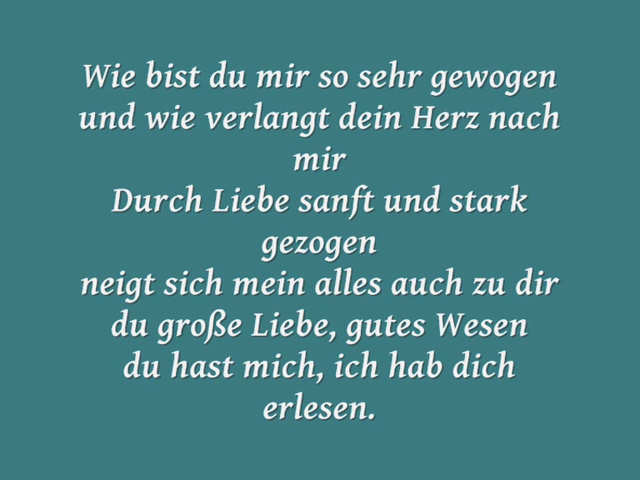 Wie bist du mir so sehr gewogen
und wie verlangt dein Herz nach
mir
Durch Liebe sanft und stark
gezogen
neigt sich mein alles auch zu dir
du große Liebe, gutes Wesen
du hast mich, ich hab dich
erlesen.